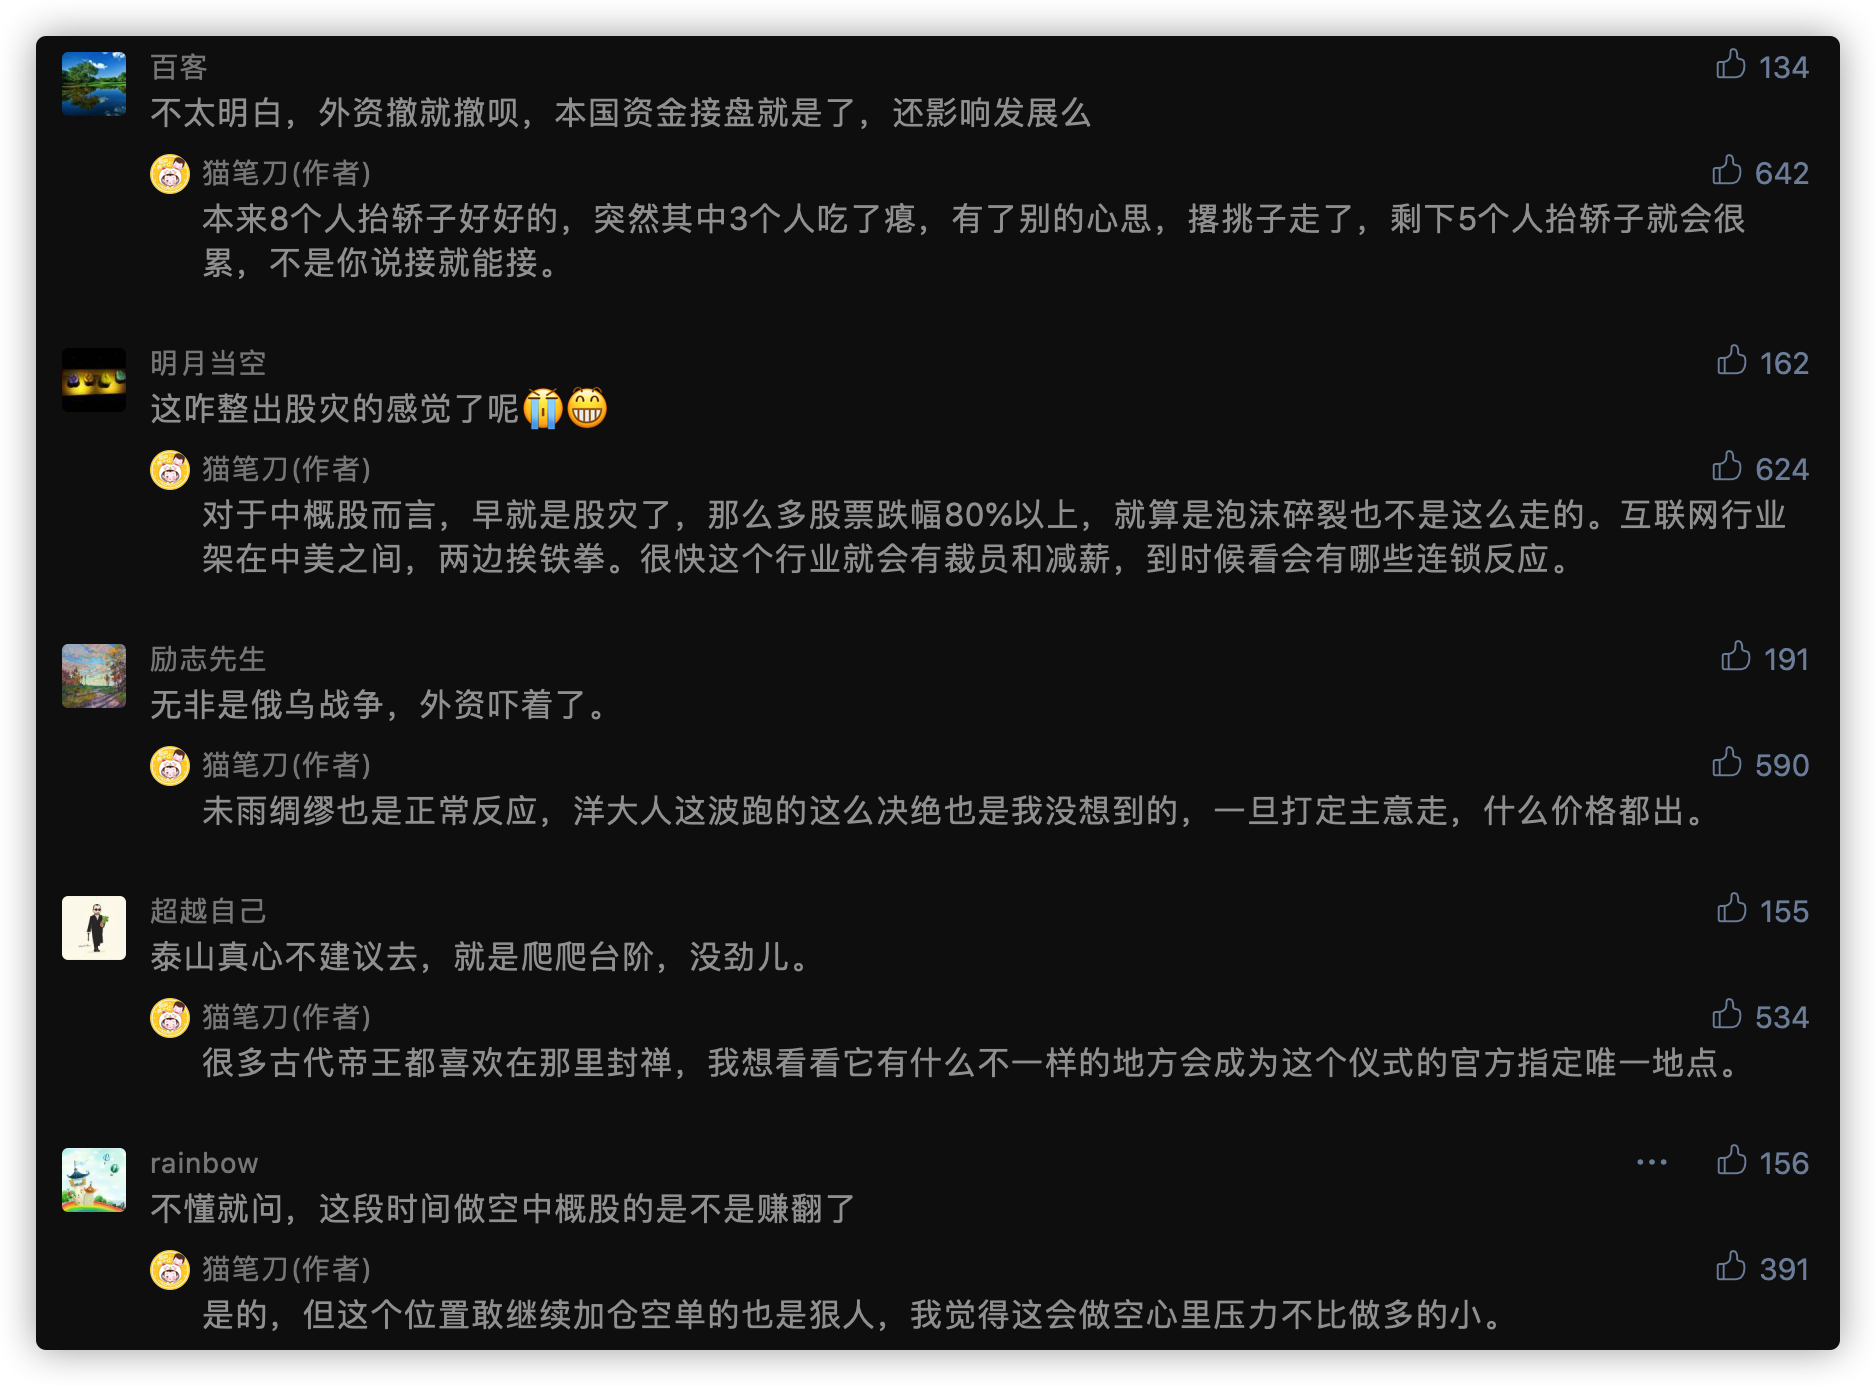 百客
134
不太明白，外资撤就撤呗，本国资金接盘就是了，还影响发展么
猫笔刀(作者)
642
本来8个人抬轿子好好的，突然其中3个人吃了瘪，有了别的心思，撂挑子走了，剩下5个人抬轿子就会很
累，不是你说接就能接。
明月当空
162
这咋整出股灾的感觉了呢😭😁
猫笔刀(作者)
624
对于中概股而言，早就是股灾了，那么多股票跌幅80%以上，就算是泡沫碎裂也不是这么走的。互联网行业
架在中美之间，两边挨铁拳。很快这个行业就会有裁员和减薪，到时候看会有哪些连锁反应。
励志先生
191
无非是俄乌战争，外资吓着了。
猫笔刀(作者)
590
未雨绸缪也是正常反应，洋大人这波跑的这么决绝也是我没想到的，一旦打定主意走，什么价格都出。
超越自己
155
泰山真心不建议去，就是爬爬台阶，没劲儿。
猫笔刀(作者)
534
很多古代帝王都喜欢在那里封禅，我想看看它有什么不一样的地方会成为这个仪式的官方指定唯一地点。
rainbow
156
不懂就问，这段时间做空中概股的是不是赚翻了
猫笔刀(作者)
391
是的，但这个位置敢继续加仓空单的也是狠人，我觉得这会做空心里压力不比做多的小。